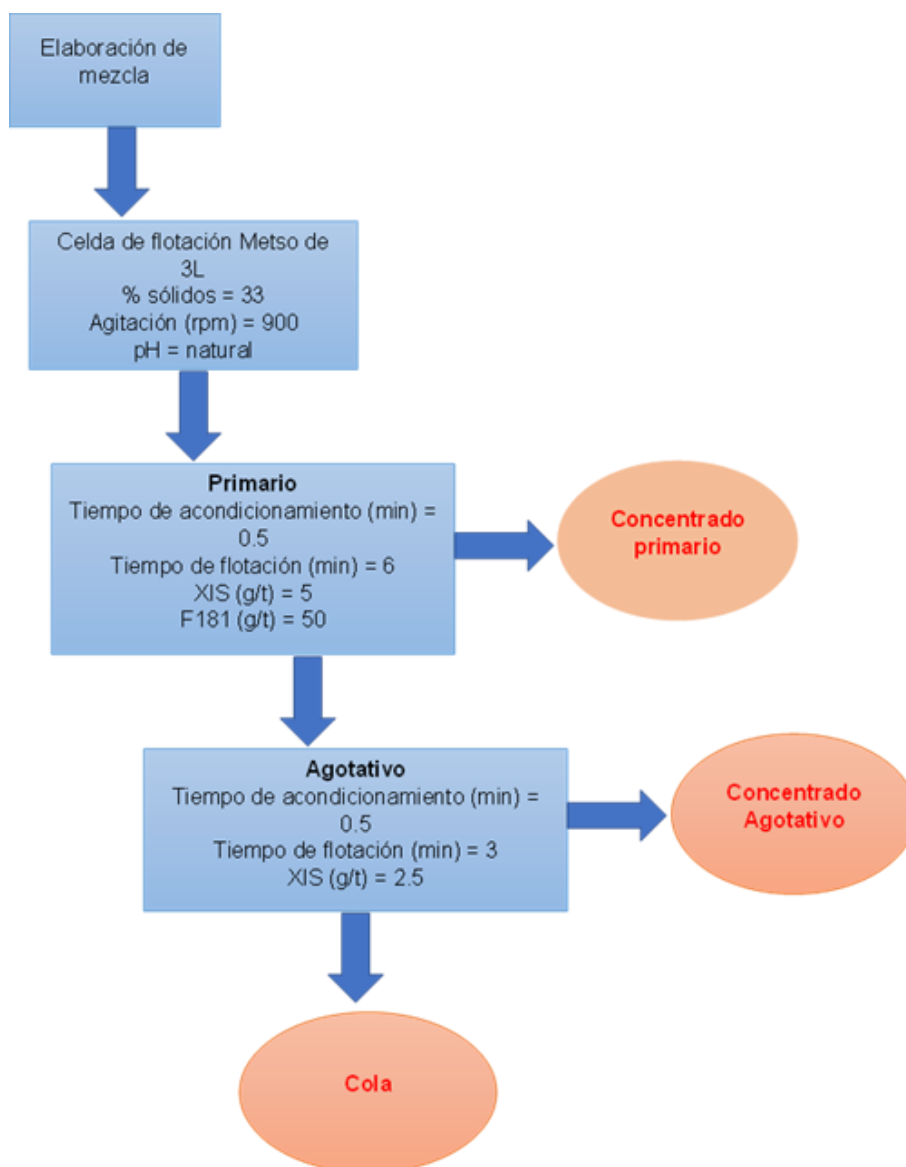 Elaboración de
mezcla
Celda de flotación Metso de
3L
% sólidos = 33
Agitación (rpm) = 900
pH = natural
Primario
Tiempo de acondicionamiento (min) =
0.5
Tiempo de flotación (min) = 6
XIS (g/t) = 5
F181 (g/t) = 50
Concentrado
primario
Agotativo
Tiempo de acondicionamiento (min) =
0.5
Tiempo de flotación (min) = 3
XIS (g/t) = 2.5
Concentrado
Agotativo
Cola